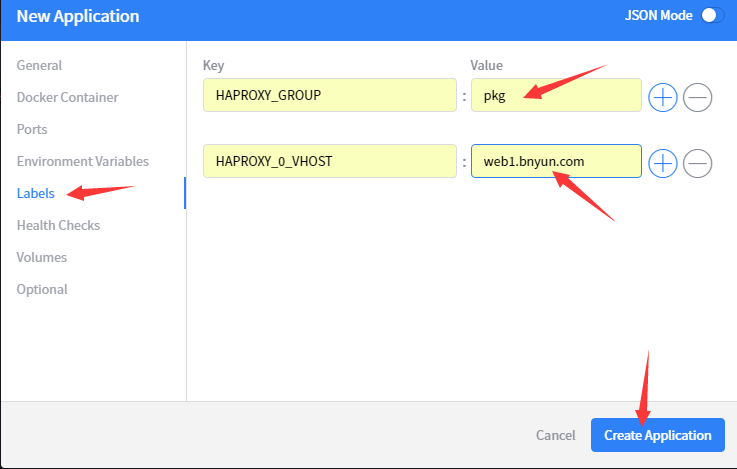 New Application
JSON Mode
General
Docker Container
Ports
Environment Variables
Labels
Health Checks
Volumes
Optional
Key Value
HAPROXY_GROUP : pkg
HAPROXY_0_VHOST : web1.bnyun.com
Cancel Create Application